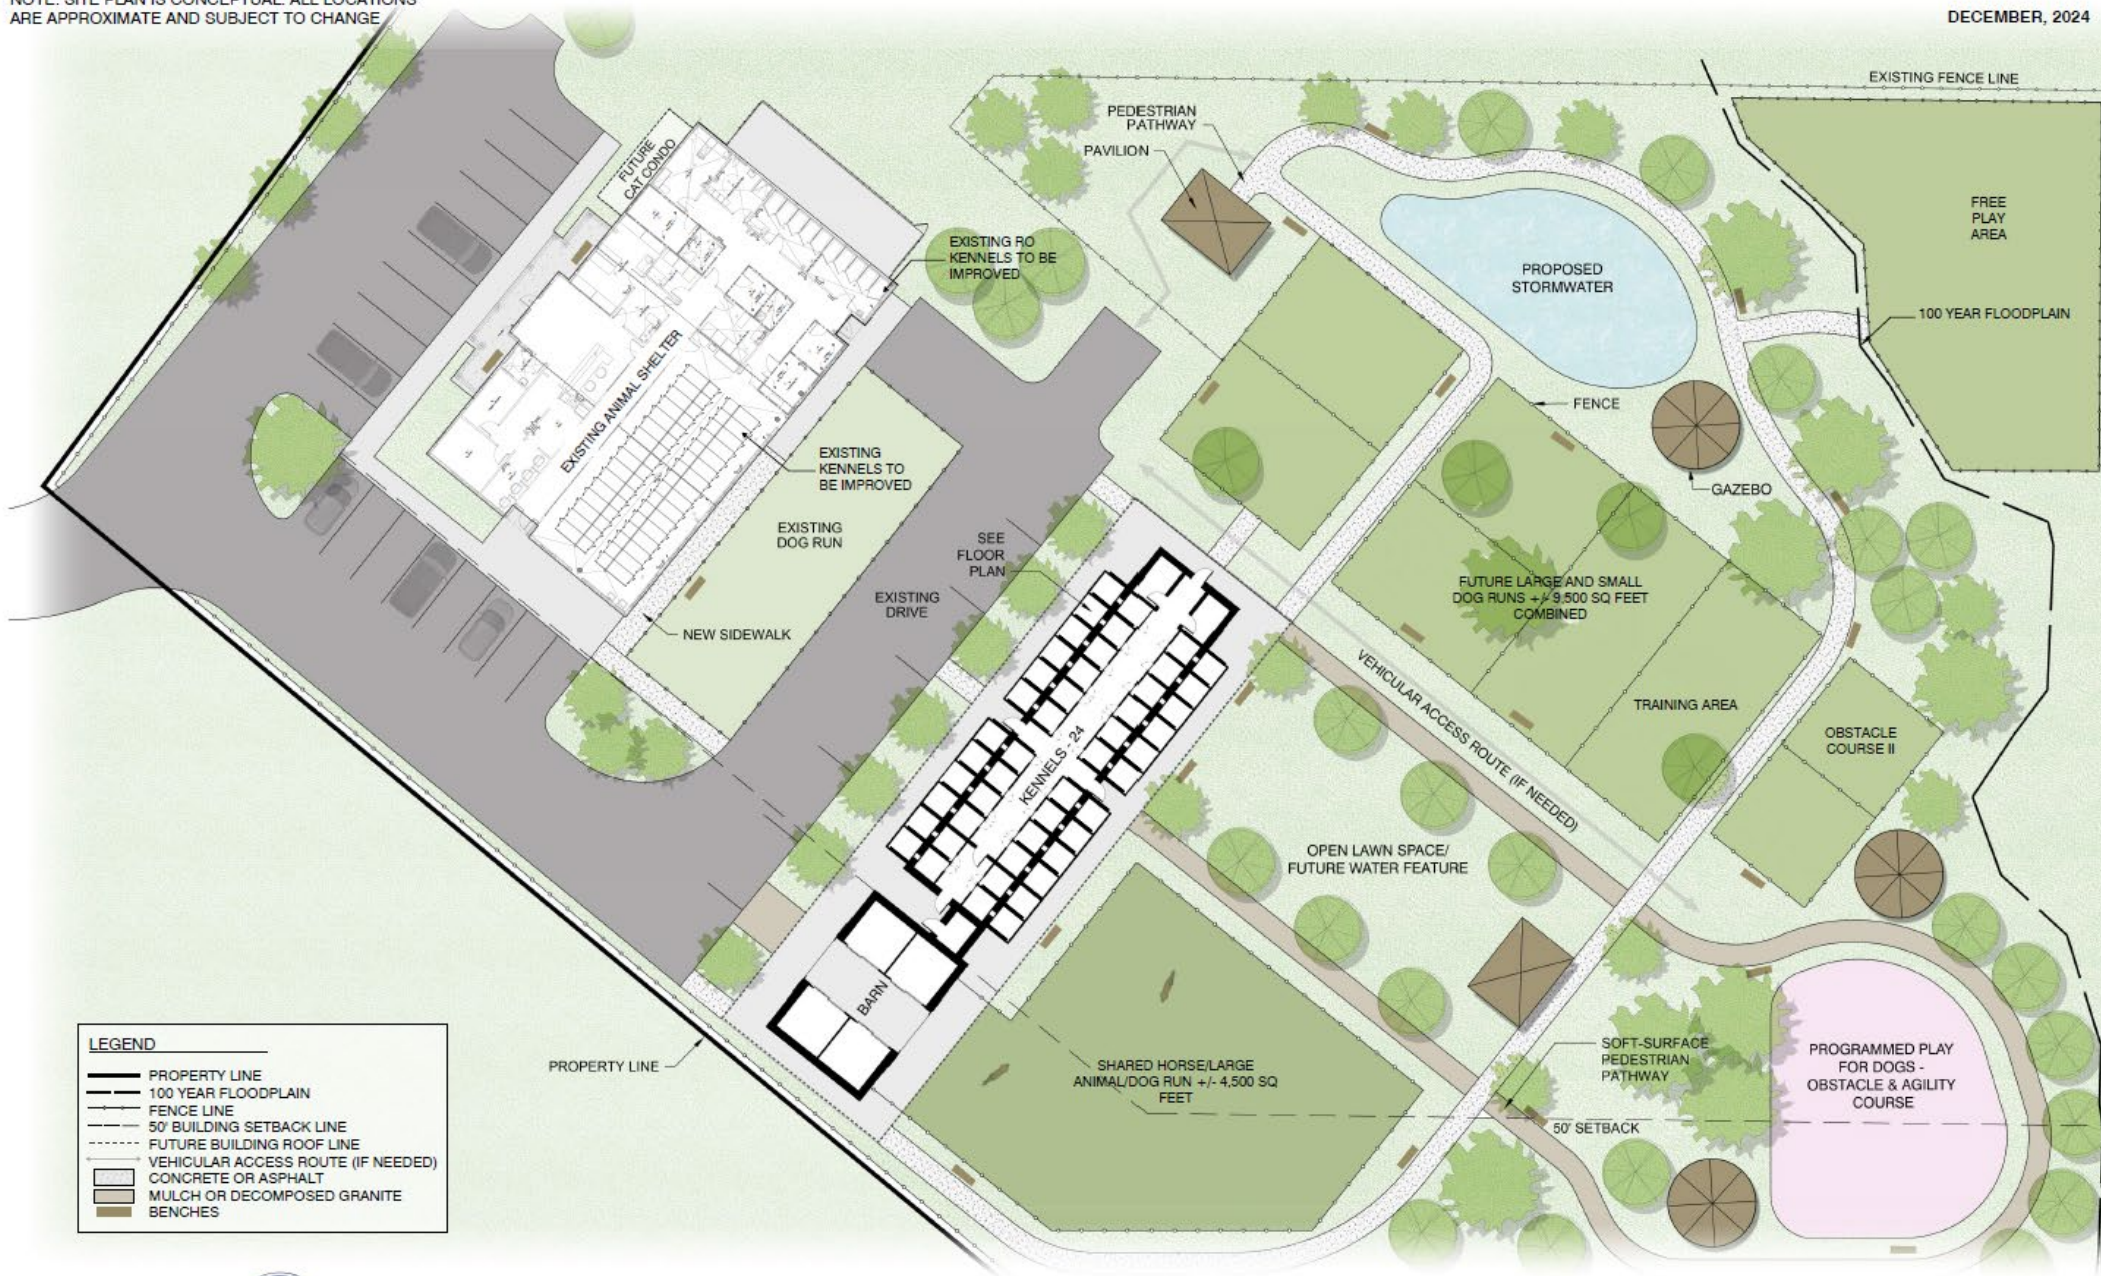 NOTE: SITE PLAN IS CONCEPTUAL. ALL LOCATIONS
ARE APPROXIMATE AND SUBJECT TO CHANGE
DECEMBER, 2024
EXISTING FENCE LINE
PEDESTRIAN
PATHWAY
PAVILION
FUTURE
CAT CONDO
FREE
PLAY
AREA
EXISTING RO
KENNELS TO BE
IMPROVED
PROPOSED
STORMWATER
100 YEAR FLOODPLAIN
EXISTING ANIMAL SHELTER
FENCE
EXISTING
KENNELS TO
BE IMPROVED
GAZEBO
EXISTING
DOG RUN
SEE
FLOOR
PLAN
EXISTING
DRIVE
FUTURE LARGE AND SMALL
DOG RUNS +/- 9,500 SQ FEET
COMBINED
NEW SIDEWALK
VEHICULAR ACCESS ROUTE (IF NEEDED)
TRAINING AREA
OBSTACLE
COURSE II
KENNELS - 24
OPEN LAWN SPACE/
FUTURE WATER FEATURE
BARN
PROPERTY LINE
SHARED HORSE/LARGE
ANIMAL/DOG RUN +/- 4,500 SQ
FEET
SOFT-SURFACE
PEDESTRIAN
PATHWAY
PROGRAMMED PLAY
FOR DOGS -
OBSTACLE & AGILITY
COURSE
50' SETBACK
LEGEND
PROPERTY LINE
100 YEAR FLOODPLAIN
FENCE LINE
50' BUILDING SETBACK LINE
FUTURE BUILDING ROOF LINE
VEHICULAR ACCESS ROUTE (IF NEEDED)
CONCRETE OR ASPHALT
MULCH OR DECOMPOSED GRANITE
BENCHES